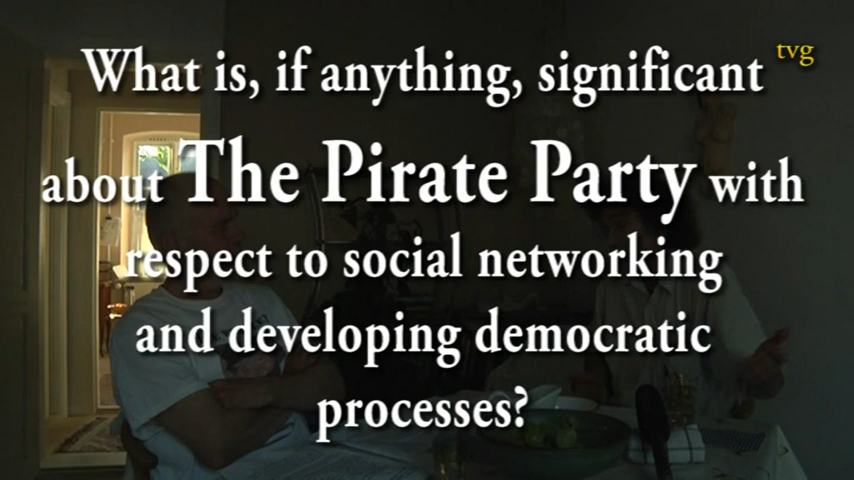 What is, if anything, significant
tvg
about The Pirate Party with
respect to social networking
and developing democratic
processes?